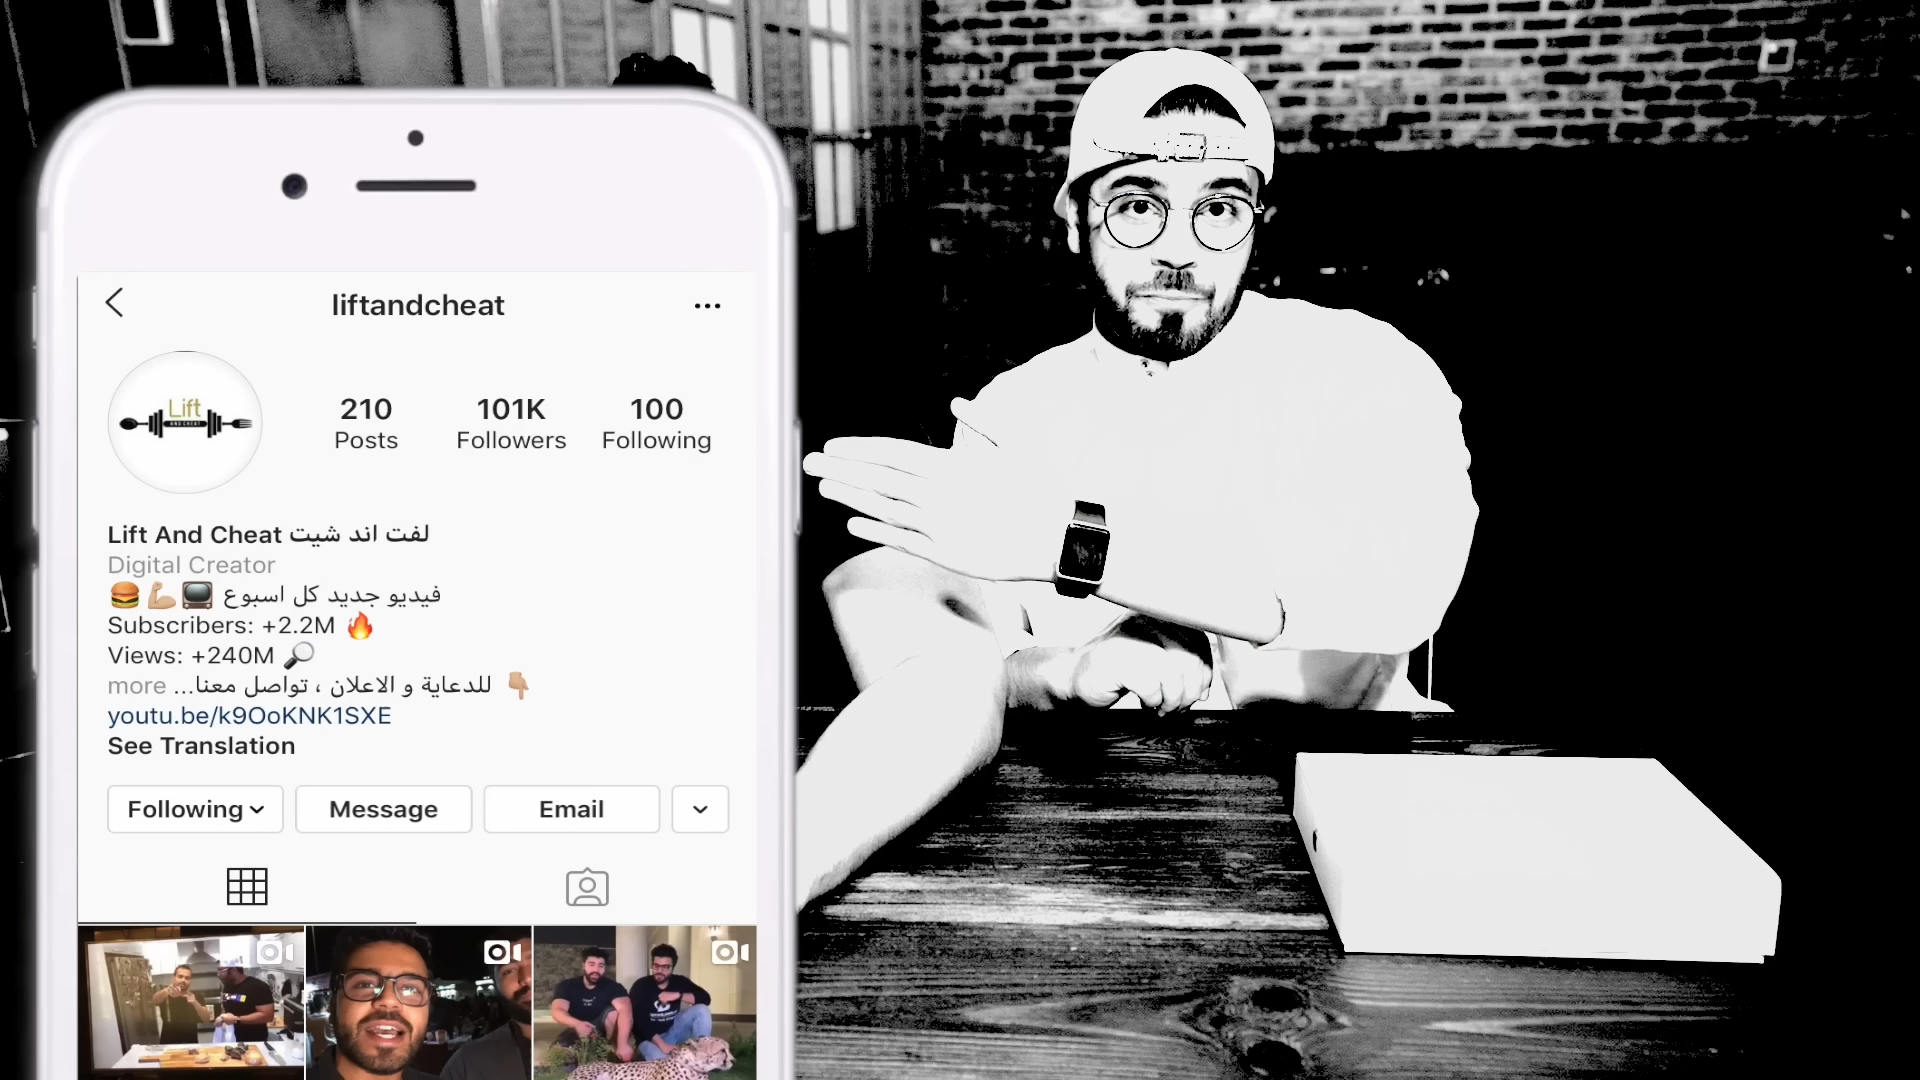 liftandcheat
Lift
AND CHEAT
210 101K 100
Posts Followers Following
Lift And Cheat لفت اند شيت
Digital Creator
فيديو جديد كل اسبوع
Subscribers: +2.2M
Views: +240M
للدعاية و الاعلان ، تواصل معنا... more
youtu.be/k9OoKNK1SXE
See Translation
Following Message Email